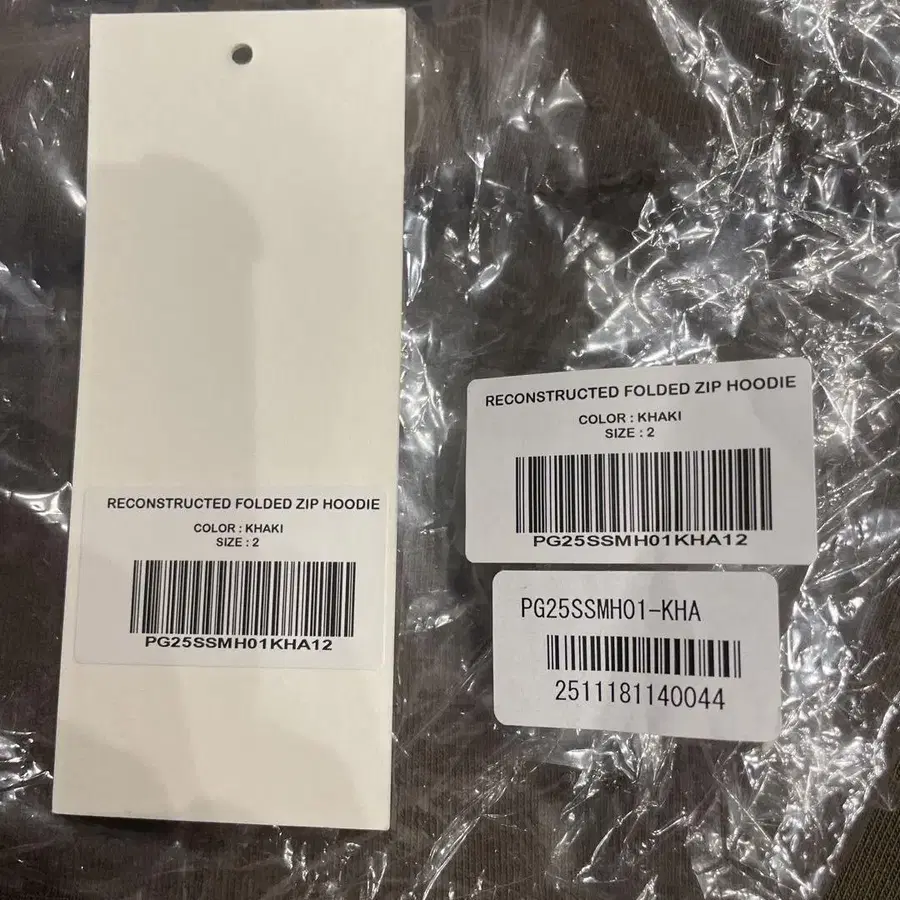 RECONSTRUCTED FOLDED ZIP HOODIE
COLOR : KHAKI
SIZE : 2
PG25SSMH01KHA12
RECONSTRUCTED FOLDED ZIP HOODIE
COLOR : KHAKI
SIZE : 2
PG25SSMH01KHA12
PG25SSMH01-KHA
2511181140044